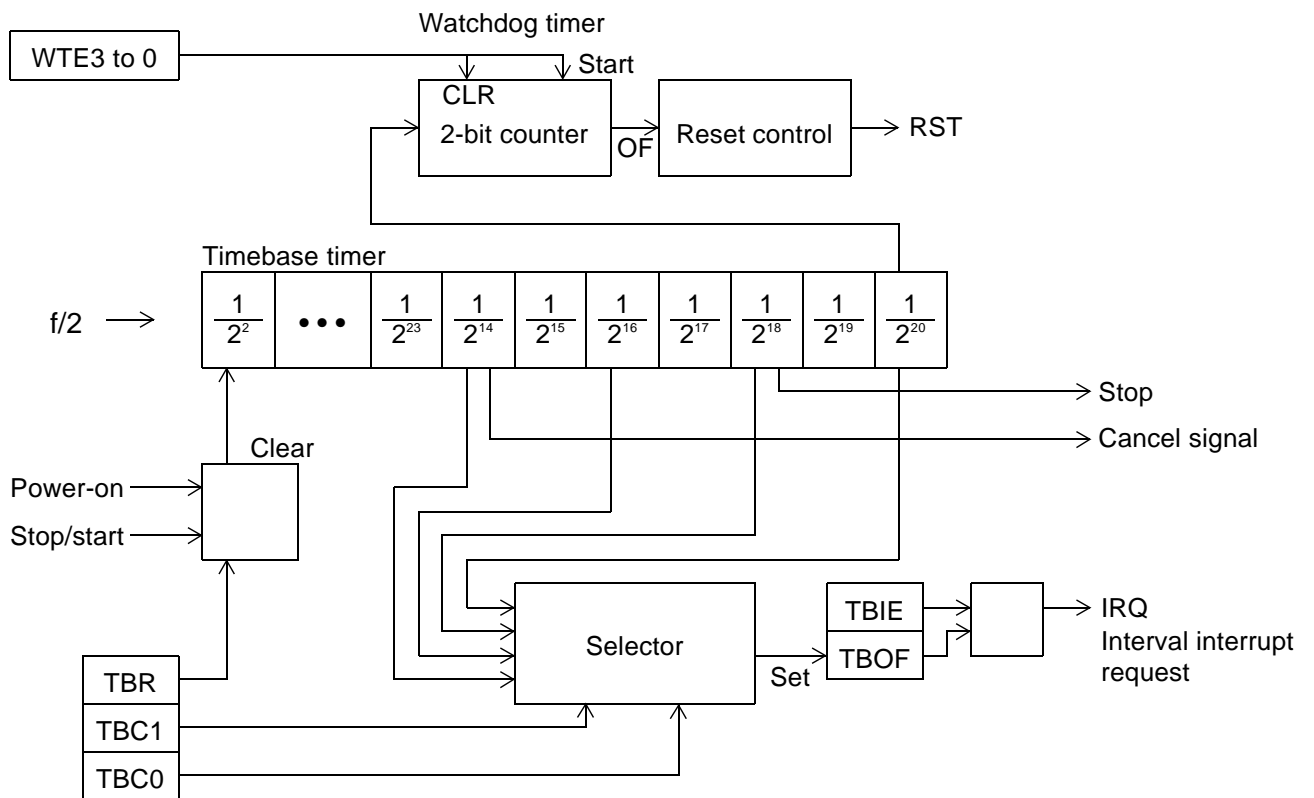 Watchdog timer
WTE3 to 0
Start
CLR
2-bit counter
OF
Reset control
RST
Timebase timer
f/2
1/2² ••• 1/2²³ 1/2¹⁴ 1/2¹⁵ 1/2¹⁶ 1/2¹⁷ 1/2¹⁸ 1/2¹⁹ 1/2²⁰
Stop
Cancel signal
Clear
Power-on
Stop/start
TBR
TBC1
TBC0
Selector
Set
TBIE
TBOF
IRQ
Interval interrupt
request